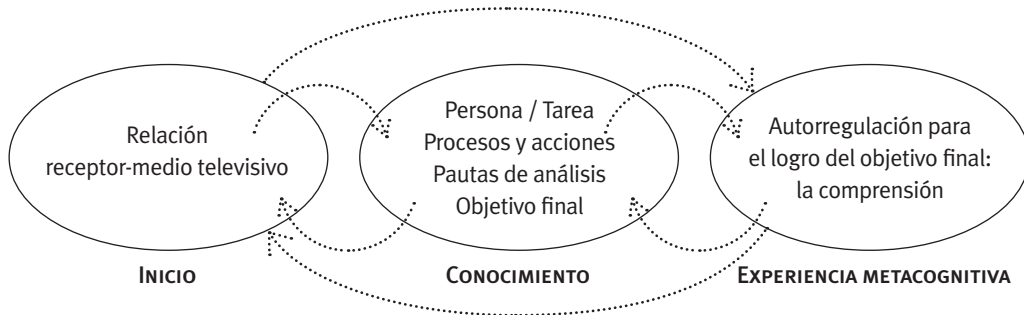 Relación
receptor-medio televisivo
Persona / Tarea
Procesos y acciones
Pautas de análisis
Objetivo final
Autorregulación para
el logro del objetivo final:
la comprensión
INICIO
CONOCIMIENTO
EXPERIENCIA METACOGNITIVA